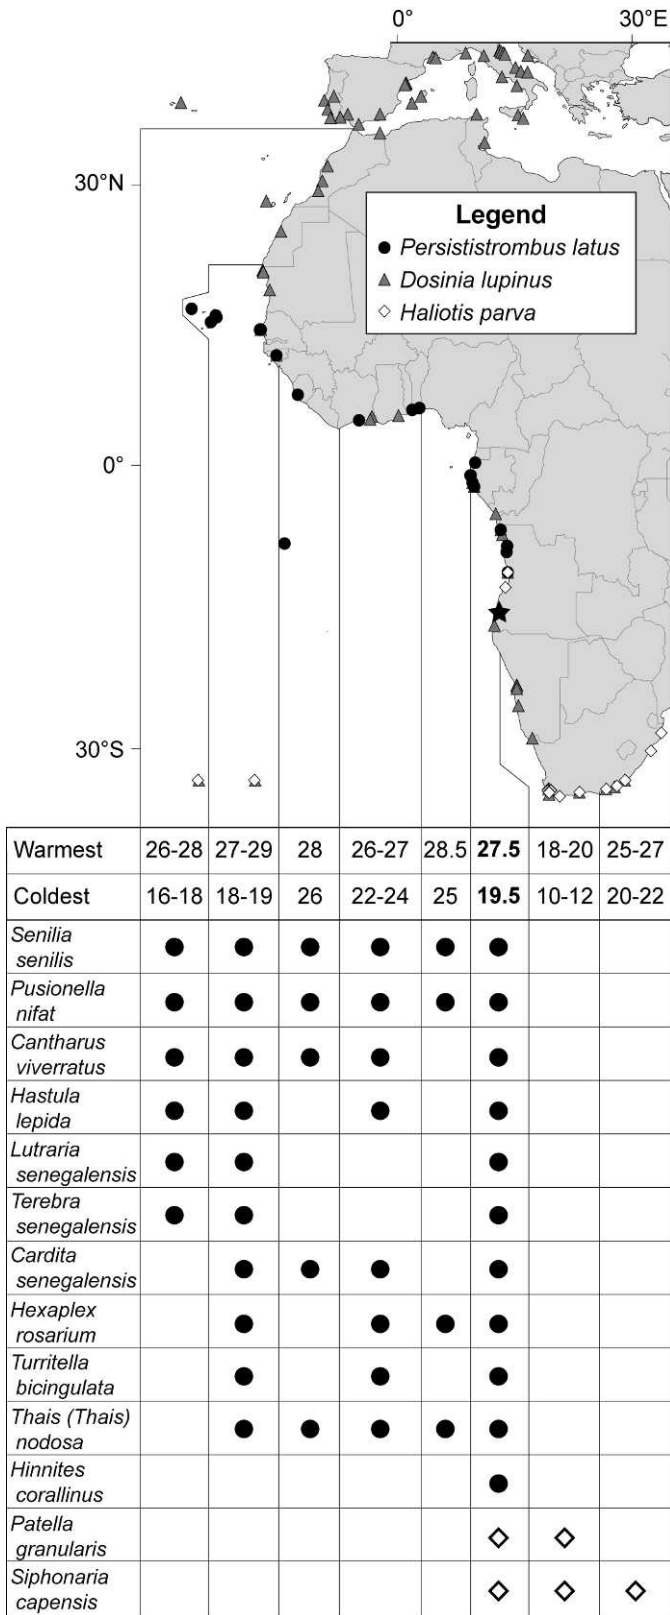 0° 30°E
30°N
Legend
Persististrombus latus
Dosinia lupinus
Haliotis parva
0°
30°S
Warmest 26-28 27-29 28 26-27 28.5 27.5 18-20 25-27
Coldest 16-18 18-19 26 22-24 25 19.5 10-12 20-22
Senilia
senilis
Pusionella
nifat
Cantharus
viverratus
Hastula
lepida
Lutraria
senegalensis
Terebra
senegalensis
Cardita
senegalensis
Hexaplex
rosarium
Turritella
bicingulata
Thais (Thais)
nodosa
Hinnites
corallinus
Patella
granularis
Siphonaria
capensis